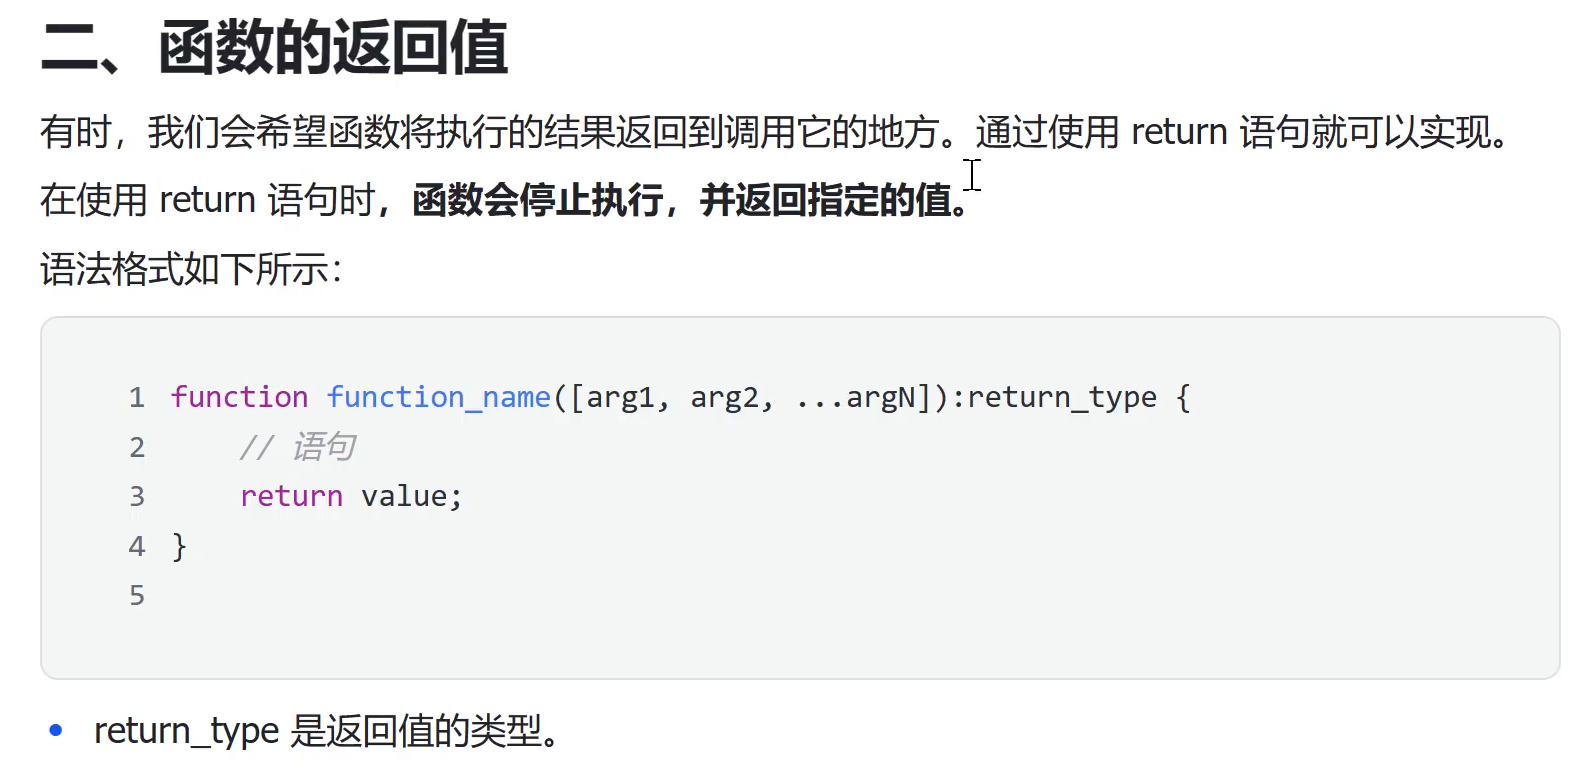 二、函数的返回值
有时，我们会希望函数将执行的结果返回到调用它的地方。通过使用 return 语句就可以实现。
在使用 return 语句时，函数会停止执行，并返回指定的值。
语法格式如下所示：
1 function function_name([arg1, arg2, ...argN]):return_type {
2     // 语句
3     return value;
4 }
5
• return_type 是返回值的类型。